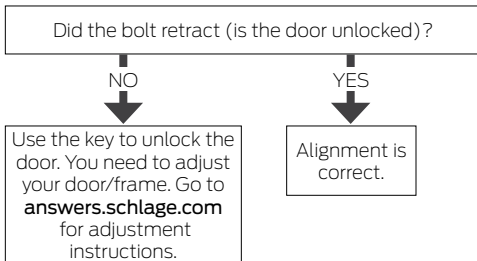 Did the bolt retract (is the door unlocked)?
NO
YES
Use the key to unlock the
door. You need to adjust
your door/frame. Go to
answers.schlage.com
for adjustment
instructions.
Alignment is
correct.